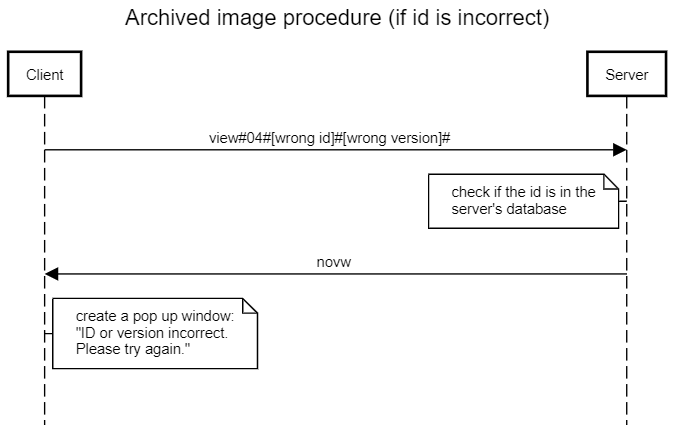 Archived image procedure (if id is incorrect)
Client
Server
view#04#[wrong id]#[wrong version]#
check if the id is in the
server's database
novw
create a pop up window:
"ID or version incorrect.
Please try again."